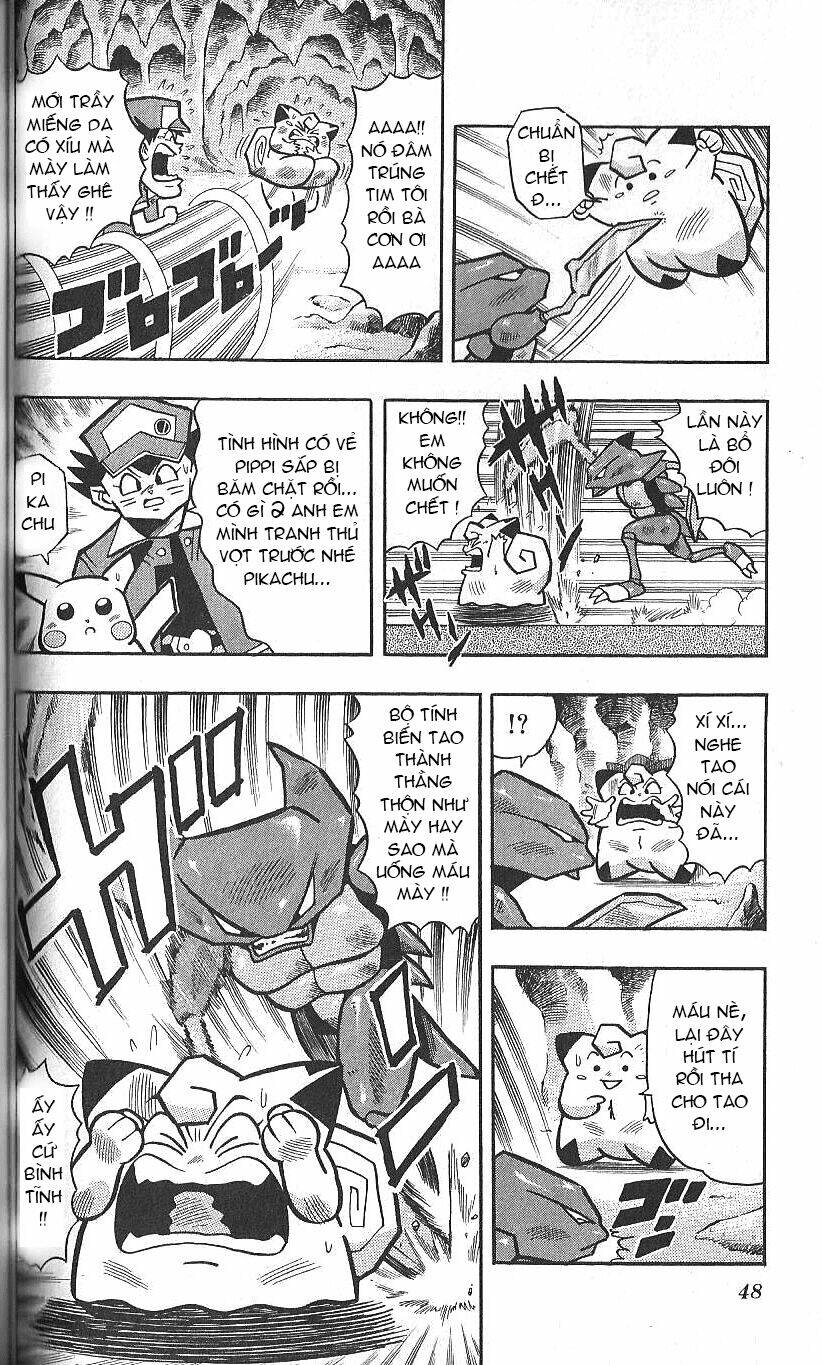 CHUẨN
BỊ
CHẾT
Đ...
AAAA!!
NÓ ĐÂM
TRÚNG
TIM TÔI
RỒI BÀ
CON ƠI
AAAA
MỚI TRẦY
MIẾNG DA
CÓ XÍU MÀ
MÀY LÀM
THẤY GHÊ
VẬY !!
ゴロゴロ
LẦN NÀY
LÀ BỔ
ĐÔI
LUÔN !
KHÔNG!!
EM
KHÔNG
MUỐN
CHẾT !
TÌNH HÌNH CÓ VẺ
PIPPI SẮP BỊ
BĂM CHẶT RỒI...
CÓ GÌ 2 ANH EM
MÌNH TRANH THỦ
VỌT TRƯỚC NHÉ
PIKACHU...
PI
KA
CHU
XÍ XÍ...
NGHE
TAO
NÓI CÁI
NÀY
ĐÃ...
!?
MÁU NÈ,
LẠI ĐÂY
HÚT TÍ
RỒI THA
CHO TAO
ĐI...
BỘ TÍNH
BIẾN TAO
THÀNH
THẰNG
THỘN NHƯ
MÀY HAY
SAO MÀ
UỐNG MÁU
MÀY !!
ẤY
ẤY
CỨ
BÌNH
TĨNH
!!
48